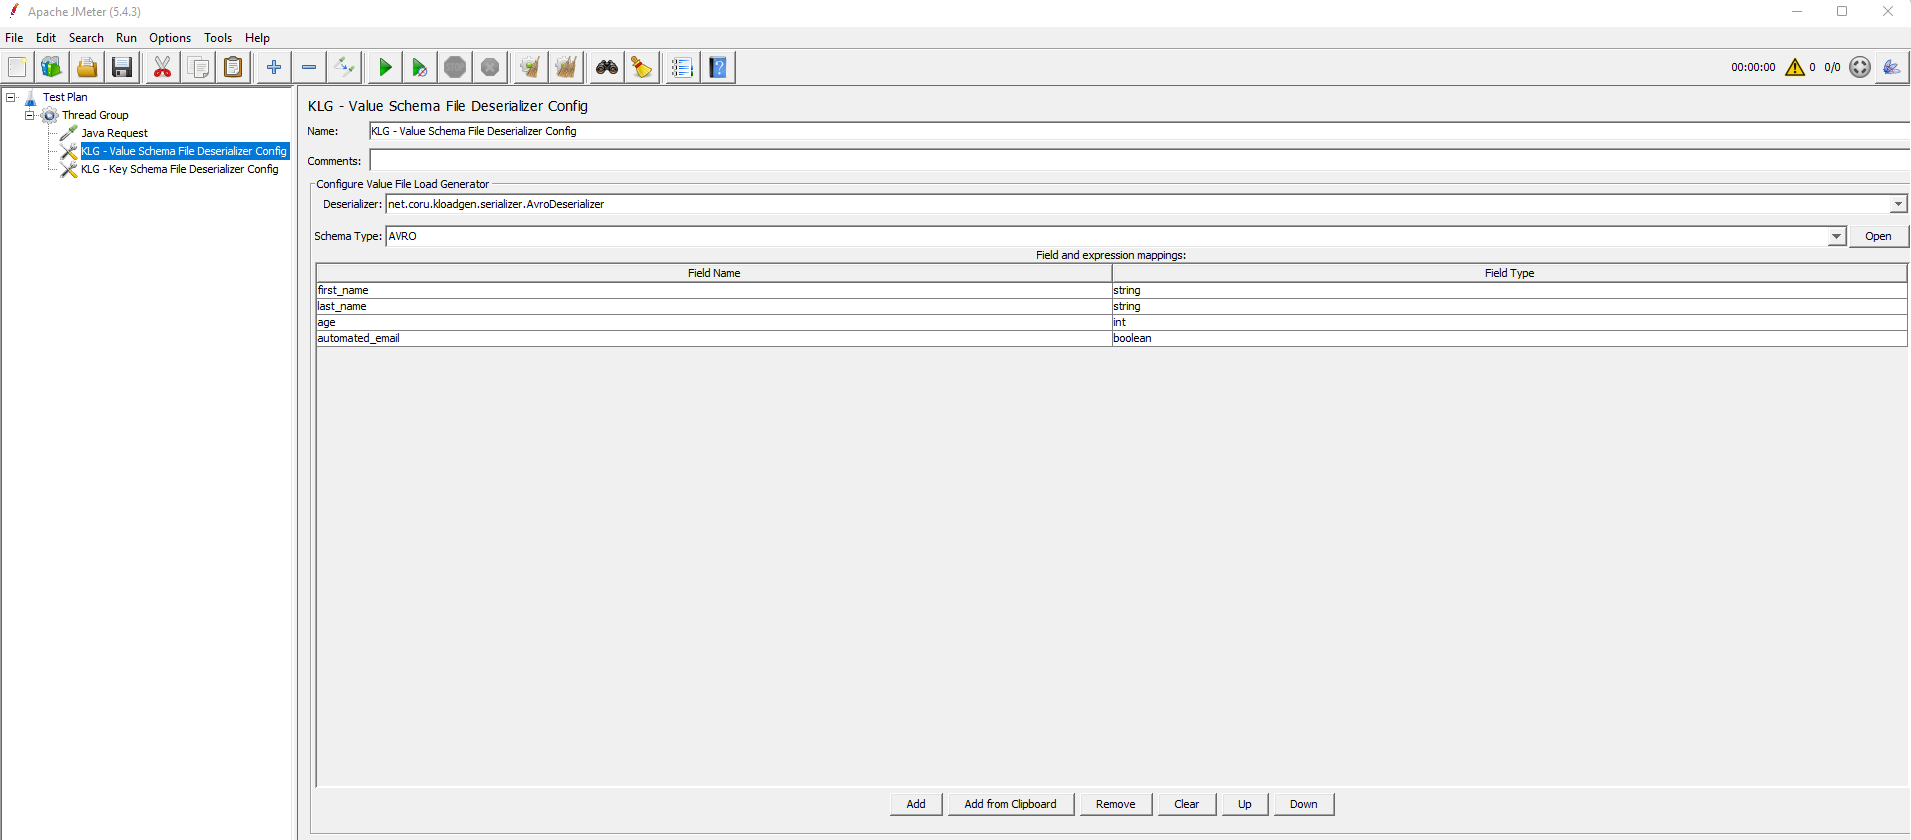 Apache JMeter (5.4.3)
File Edit Search Run Options Tools Help
STOP
00:00:00 0 0/0
Test Plan
Thread Group
Java Request
KLG - Value Schema File Deserializer Config
KLG - Key Schema File Deserializer Config
KLG - Value Schema File Deserializer Config
Name: KLG - Value Schema File Deserializer Config
Comments:
Configure Value File Load Generator
Deserializer: net.coru.kloadgen.serializer.AvroDeserializer
Schema Type: AVRO Open
Field and expression mappings:
Field Name Field Type
first_name string
last_name string
age int
automated_email boolean
Add Add from Clipboard Remove Clear Up Down